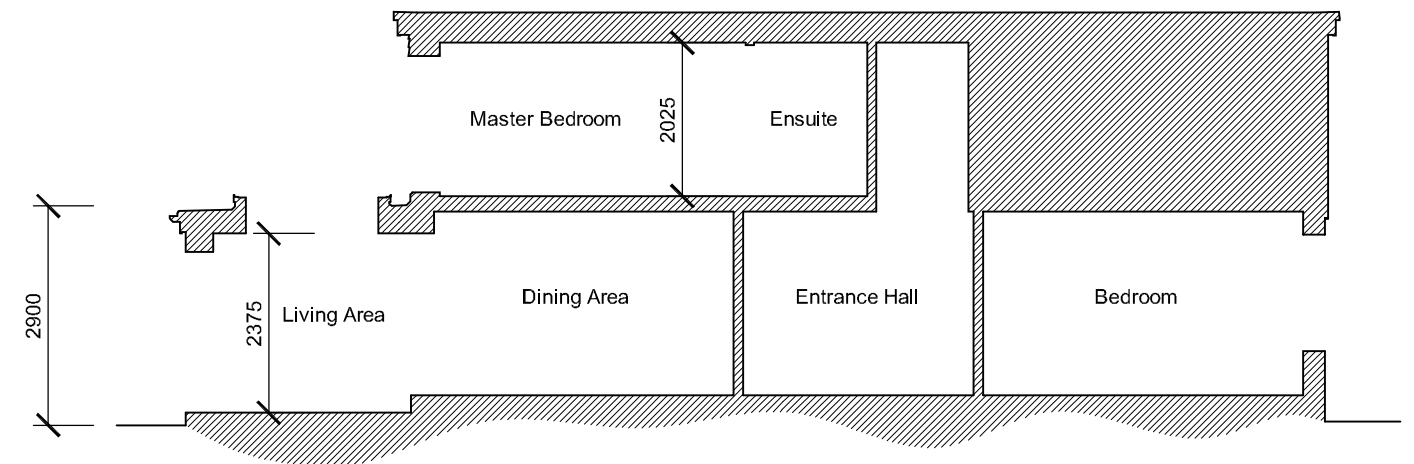 Master Bedroom
2025
Ensuite
2900
2375
Living Area
Dining Area
Entrance Hall
Bedroom